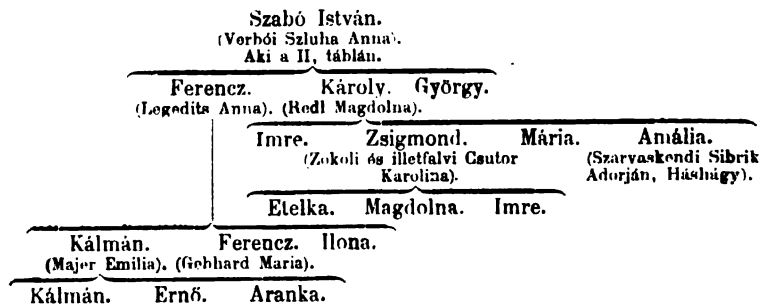 Szabó István.
(Verbói Szluha Anna).
Aki a II, táblán.
Ferencz. Károly. György.
(Legedits Anna). (Redl Magdolna).
Imre. Zsigmond. Mária. Amália.
(Zokoli és illetfalvi Csutor (Szarvaskendi Sibrik
Karolina). Adorján, Háshágy).
Etelka. Magdolna. Imre.
Kálmán. Ferencz. Ilona.
(Majer Emilia). (Gebhard Maria).
Kálmán. Ernő. Aranka.